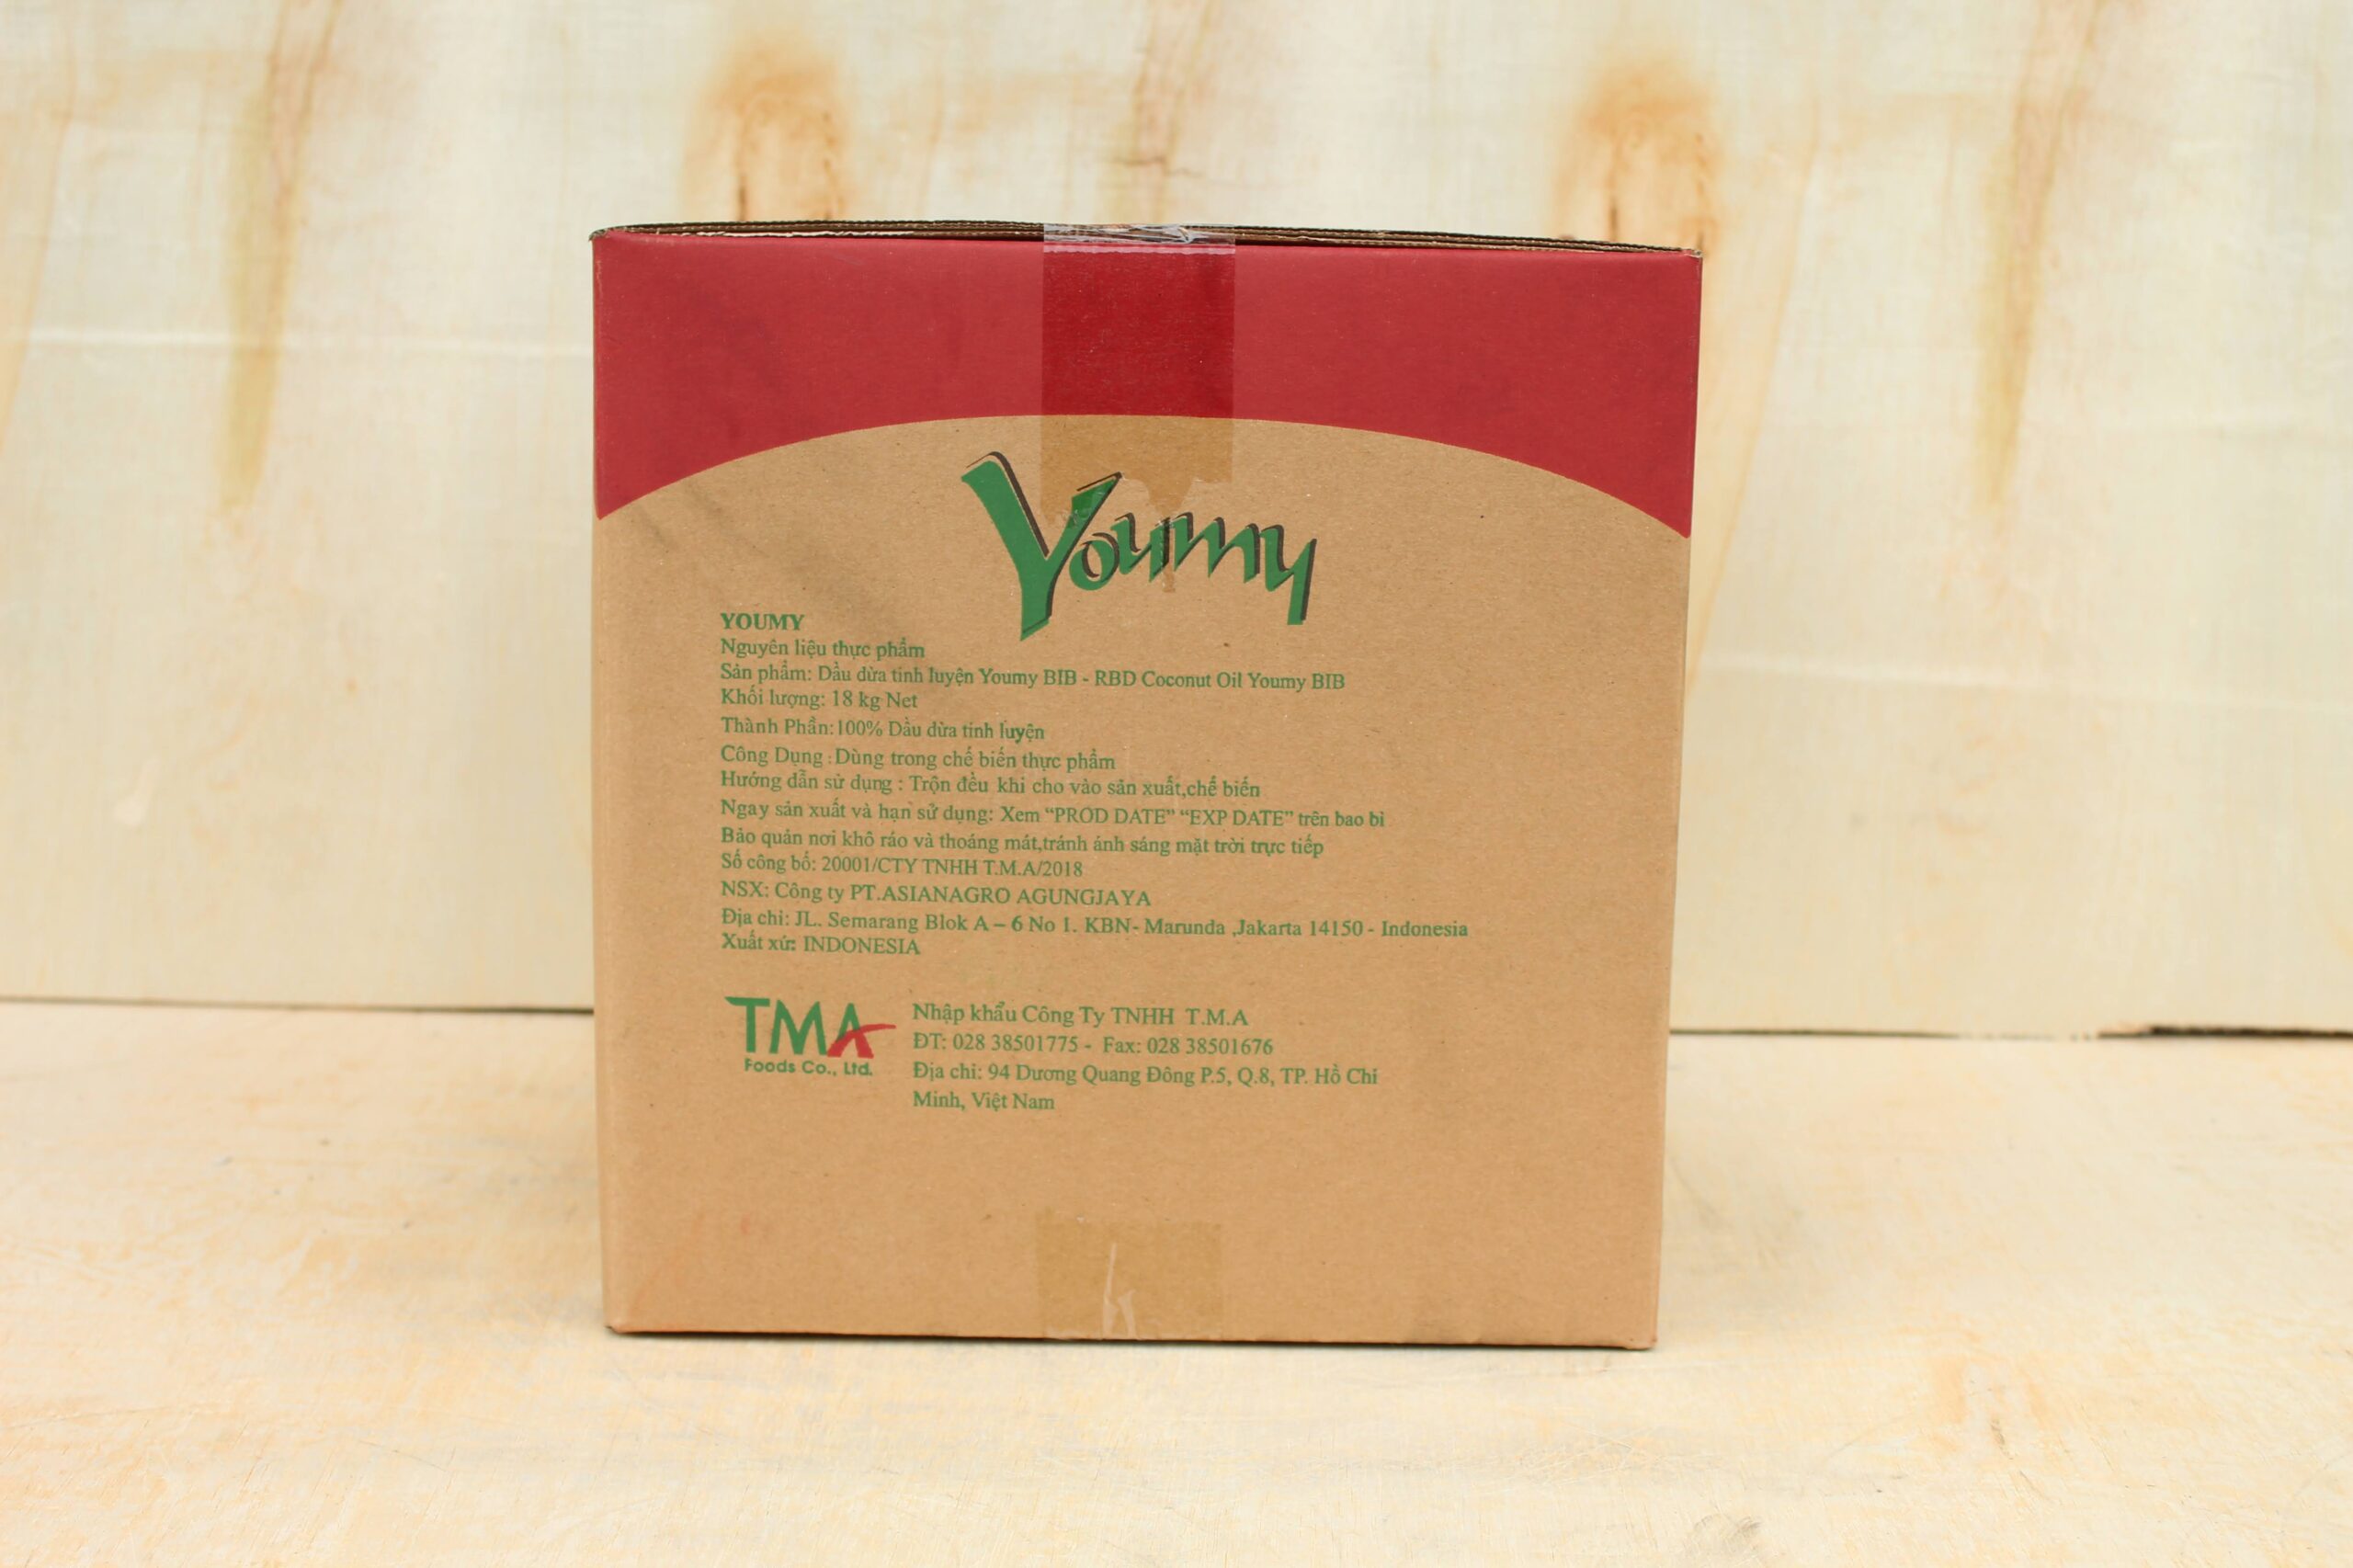 Youmy
YOUMY
Nguyên liệu thực phẩm
Sản phẩm: Dầu dừa tinh luyện Youmy BIB - RBD Coconut Oil Youmy BIB
Khối lượng: 18 kg Net
Thành Phần:100% Dầu dừa tinh luyện
Công Dụng : Dùng trong chế biến thực phẩm
Hướng dẫn sử dụng : Trộn đều khi cho vào sản xuất,chế biến
Ngay sản xuất và hạn sử dụng: Xem “PROD DATE” “EXP DATE” trên bao bì
Bảo quản nơi khô ráo và thoáng mát,tránh ánh sáng mặt trời trực tiếp
Số công bố: 20001/CTY TNHH T.M.A/2018
NSX: Công ty PT.ASIANAGRO AGUNGJAYA
Địa chỉ: JL. Semarang Blok A – 6 No 1. KBN- Marunda ,Jakarta 14150 - Indonesia
Xuất xứ: INDONESIA
TMA
Foods Co., Ltd.
Nhập khẩu Công Ty TNHH T.M.A
ĐT: 028 38501775 - Fax: 028 38501676
Địa chỉ: 94 Dương Quang Đông P.5, Q.8, TP. Hồ Chí
Minh, Việt Nam